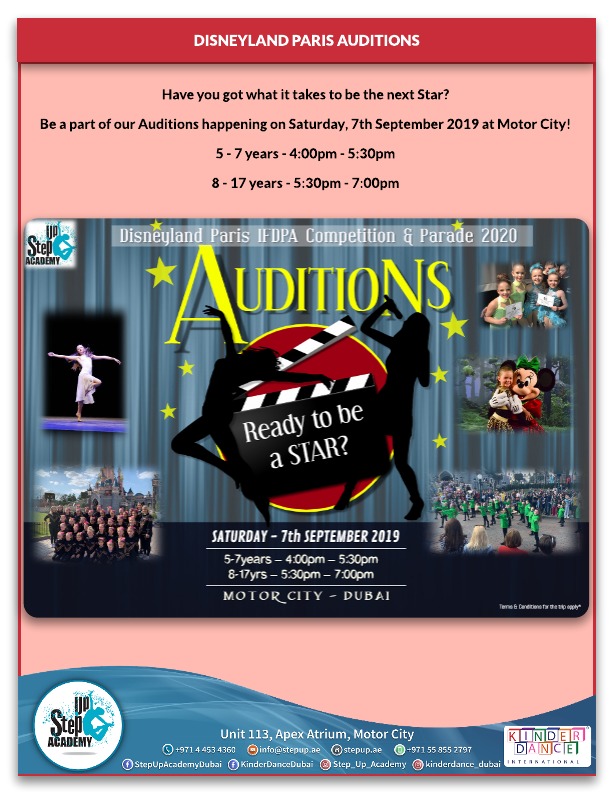 DISNEYLAND PARIS AUDITIONS
Have you got what it takes to be the next Star?
Be a part of our Auditions happening on Saturday, 7th September 2019 at Motor City!
5 - 7 years - 4:00pm - 5:30pm
8 - 17 years - 5:30pm - 7:00pm
Up
Step
ACADEMY
Disneyland Paris IFDPA Competition & Parade 2020
AUDITIONS
Ready to be
a STAR?
SATURDAY – 7th SEPTEMBER 2019
5-7years – 4:00pm – 5:30pm
8-17yrs – 5:30pm – 7:00pm
MOTOR CITY – DUBAI
Terms & Conditions for the trip apply*
Up
Step
ACADEMY
Unit 113, Apex Atrium, Motor City
+971 4 453 4360 info@stepup.ae stepup.ae +971 55 855 2797
StepUpAcademyDubai KinderDanceDubai Step_Up_Academy kinderdance_dubai
KINDER
DANCE
INTERNATIONAL